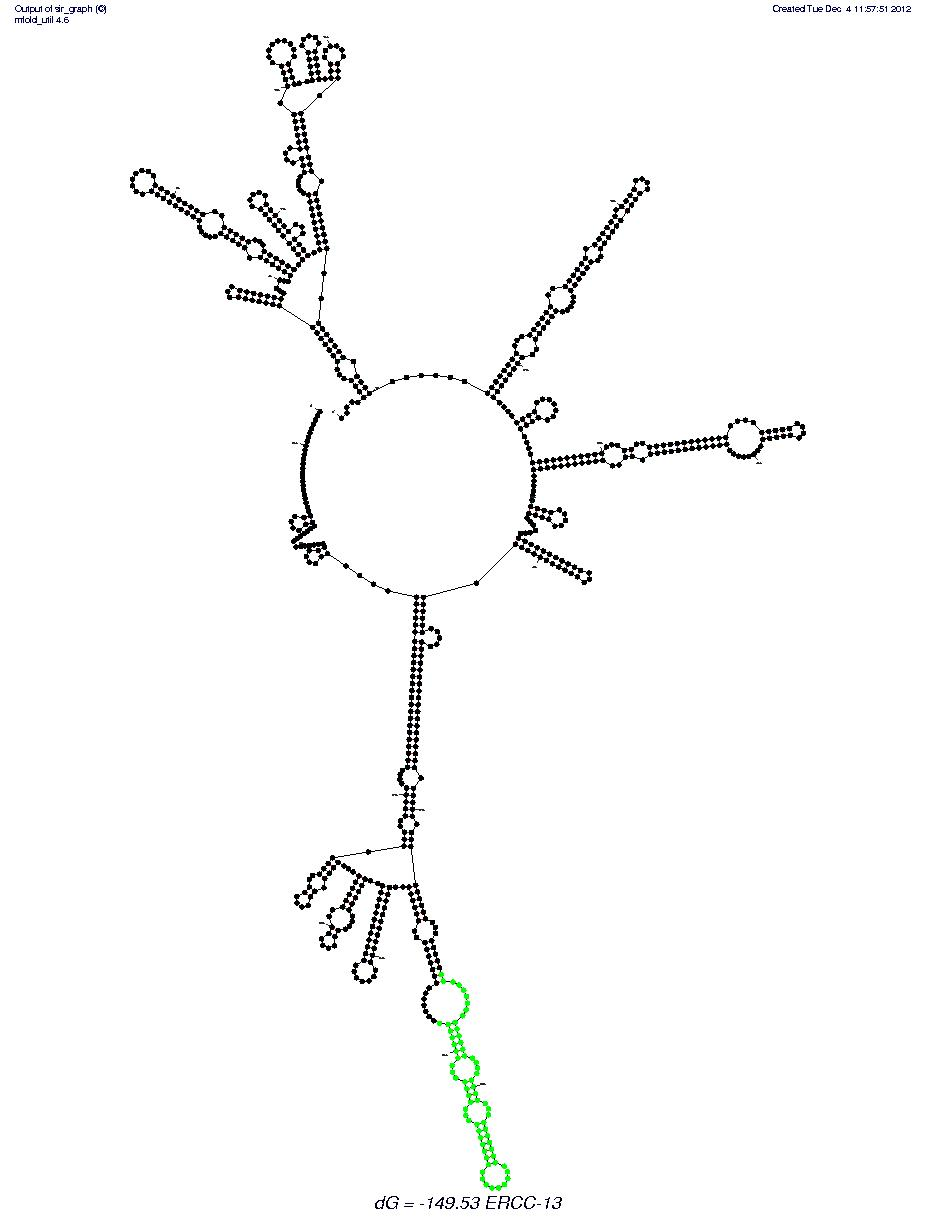 Output of sir_graph (©)
mfold_util 4.6
Created Tue Dec 4 11:57:51 2012
dG = -149.53 ERCC-13